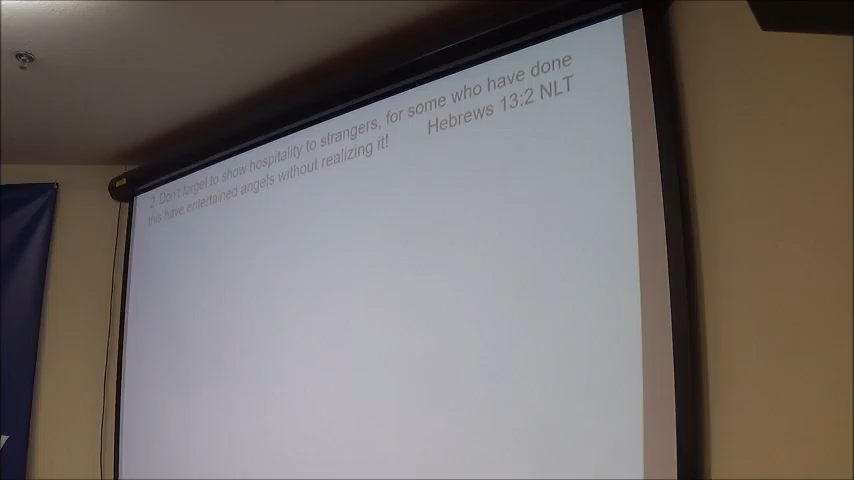 2 Don't forget to show hospitality to strangers, for some who have done
this have entertained angels without realizing it! Hebrews 13:2 NLT